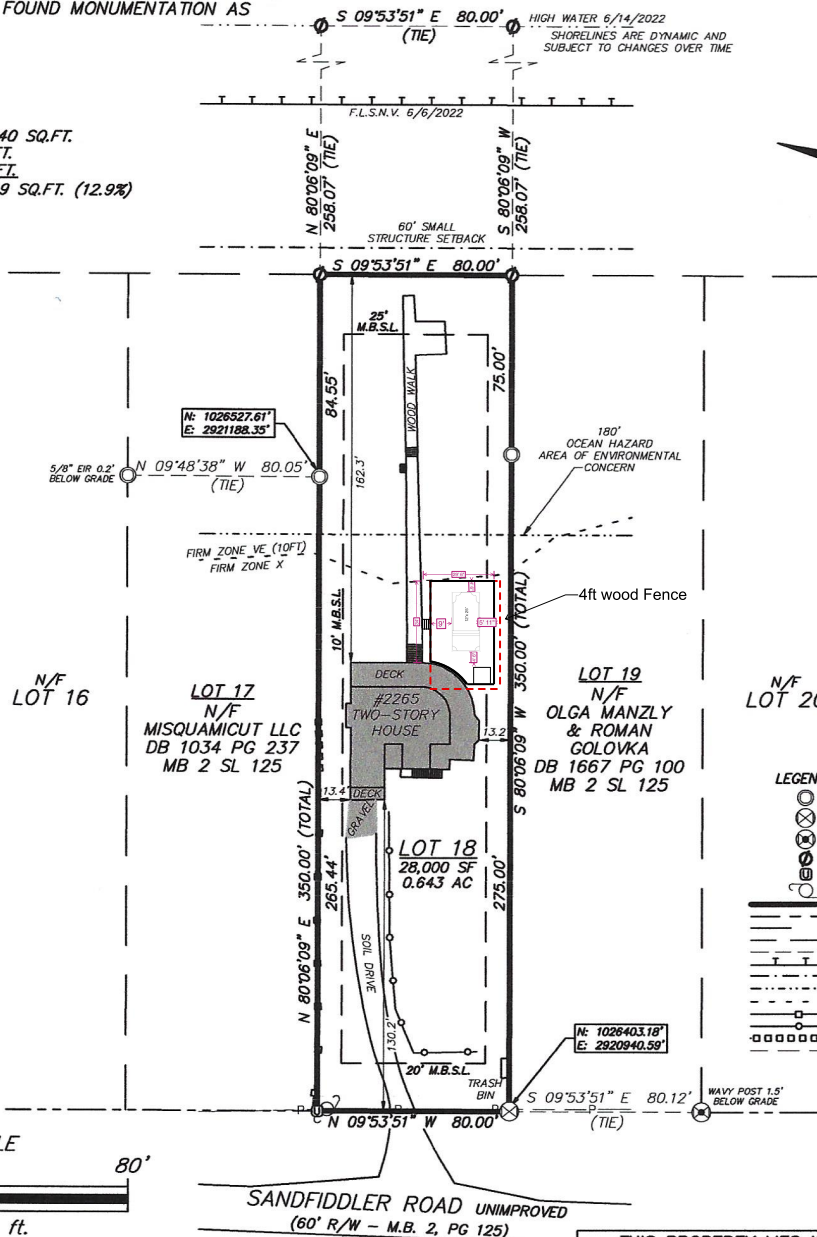 FOUND MONUMENTATION AS
S 09°53'51" E 80.00'
(TIE)
HIGH WATER 6/14/2022
SHORELINES ARE DYNAMIC AND
SUBJECT TO CHANGES OVER TIME
F.L.S.N.V. 6/6/2022
40 SQ.FT.
FT.
FT.
9 SQ.FT. (12.9%)
N 80°06'09" E
258.07' (TIE)
S 80°06'09" W
258.07' (TIE)
60' SMALL
STRUCTURE SETBACK
S 09°53'51" E 80.00'
25'
M.B.S.L.
84.55'
75.00'
WOOD WALK
162.3'
N: 1026527.61'
E: 2921188.35'
180'
OCEAN HAZARD
AREA OF ENVIRONMENTAL
CONCERN
5/8" EIR 0.2'
BELOW GRADE
N 09°48'38" W 80.05'
(TIE)
FIRM ZONE VE (10FT)
FIRM ZONE X
10' M.B.S.L.
9'
4ft wood Fence
N/F
LOT 16
LOT 17
N/F
MISQUAMICUT LLC
DB 1034 PG 237
MB 2 SL 125
DECK
#2265
TWO-STORY
HOUSE
13.2'
LOT 19
N/F
OLGA MANZLY
& ROMAN
GOLOVKA
DB 1667 PG 100
MB 2 SL 125
N/F
LOT 20
S 80°06'09" W 350.00' (TOTAL)
N 80°06'09" E 350.00' (TOTAL)
13.4'
DECK
GRAVEL
265.44'
LOT 18
28,000 SF
0.643 AC
275.00'
SOIL DRIVE
130.2'
LEGEN
N: 1026403.18'
E: 2920940.59'
20' M.B.S.L.
TRASH
BIN
N 09°53'51" W 80.00'
S 09°53'51" E 80.12'
(TIE)
WAVY POST 1.5'
BELOW GRADE
LE
80'
ft.
SANDFIDDLER ROAD UNIMPROVED
(60' R/W - M.B. 2, PG 125)